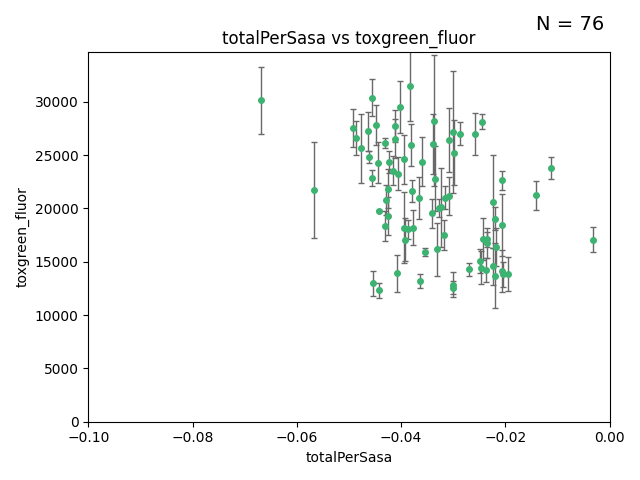 N = 76
totalPerSasa vs toxgreen_fluor
30000
25000
20000
15000
10000
5000
0
toxgreen_fluor
−0.10 −0.08 −0.06 −0.04 −0.02 0.00
totalPerSasa